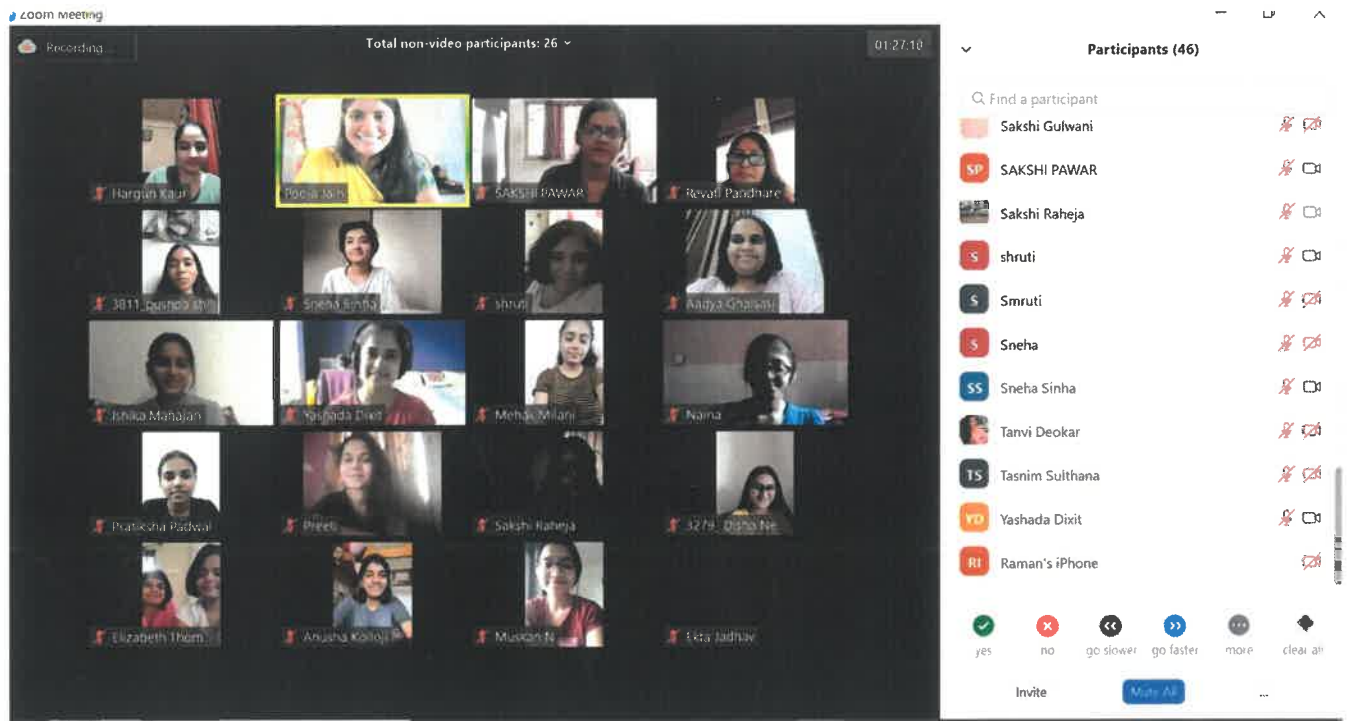 Zoom Meeting
Recording...
Total non-video participants: 26
01:27:10
Hargun Kaur
Pooja Jain
SAKSHI PAWAR
Revati Pandhare
3811_pushpa
Sneha Sinha
shruti
Aadya Ghaisas
Ishika Mahajan
Yashada Dixit
Mehak Milani
Naina
Pratiksha Padwal
Preeti
Sakshi Raheja
3279_Disha Ne...
Elizabeth Thom...
Anusha
Muskan N
Ekta Jadhav
Participants (46)
Find a participant
Sakshi Gulwani
SP SAKSHI PAWAR
Sakshi Raheja
S shruti
S Smruti
S Sneha
SS Sneha Sinha
Tanvi Deokar
TS Tasnim Sulthana
YD Yashada Dixit
RI Raman's iPhone
yes no go slower go faster more clear all
Invite Mute All ...